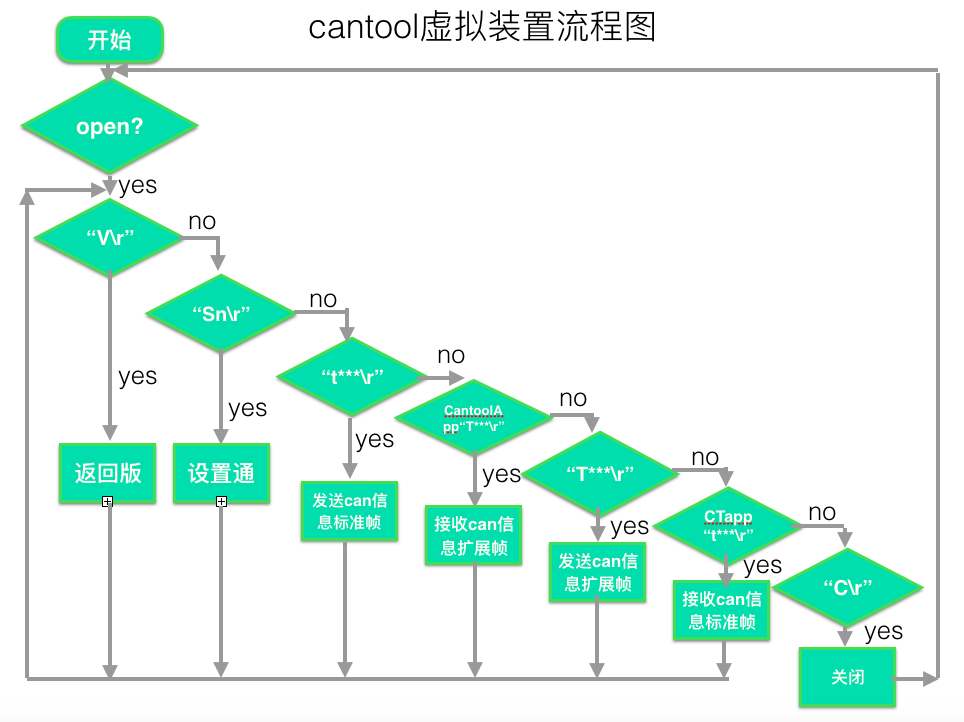 cantool虚拟装置流程图
开始
open?
yes
“V\r”
no
“Sn\r”
no
“t***\r”
no
CantoolA
pp“T***\r”
no
“T***\r”
no
CTapp
“t***\r”
no
“C\r”
yes
yes
yes
yes
yes
yes
yes
返回版
设置通
发送can信
息标准帧
接收can信
息扩展帧
发送can信
息扩展帧
接收can信
息标准帧
关闭